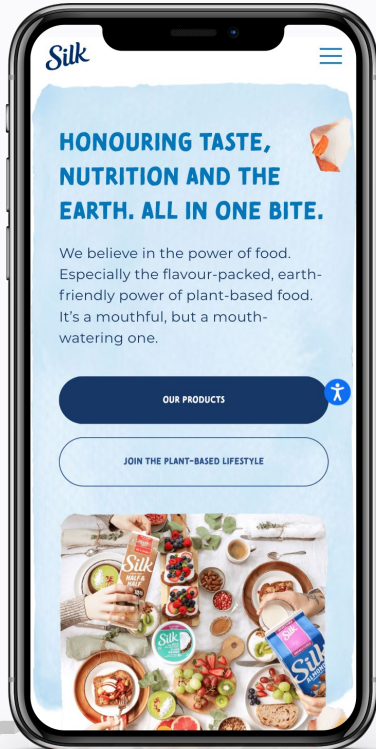 Silk
HONOURING TASTE,
NUTRITION AND THE
EARTH. ALL IN ONE BITE.
We believe in the power of food.
Especially the flavour-packed, earth-
friendly power of plant-based food.
It's a mouthful, but a mouth-
watering one.
OUR PRODUCTS
JOIN THE PLANT-BASED LIFESTYLE
Silk
HALF &
HALF
Silk
Silk
Silk
ALMOND